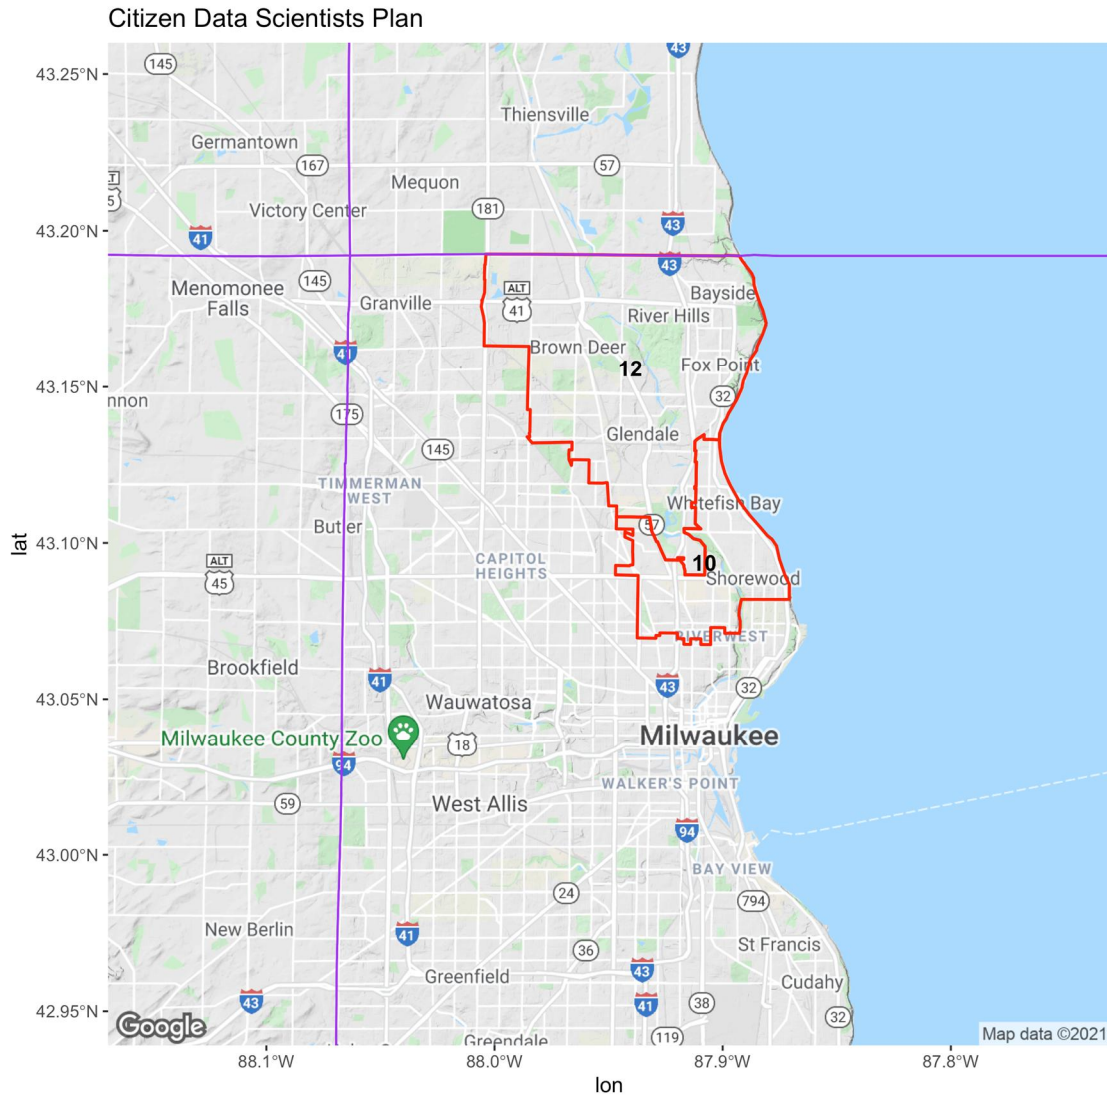 Citizen Data Scientists Plan
43.25°N
43.20°N
43.15°N
43.10°N
43.05°N
43.00°N
42.95°N
lat
145
43
Thiensville
Germantown
167
57
Mequon
181
Victory Center
41
43
43
145
Menomonee
Falls
Granville
ALT
41
Bayside
River Hills
41
Brown Deer
12
Fox Point
32
175
Glendale
145
TIMMERMAN
WEST
Whitefish Bay
Butler
57
ALT
45
CAPITOL
HEIGHTS
10
Shorewood
RIVERWEST
Brookfield
41
43
32
Wauwatosa
Milwaukee County Zoo
18
Milwaukee
94
WALKER'S POINT
59
West Allis
94
BAY VIEW
24
794
New Berlin
41
36
St Francis
43
Greenfield
43
Cudahy
41
38
32
Google
119
Greendale
Map data ©2021
88.1°W
88.0°W
87.9°W
87.8°W
lon